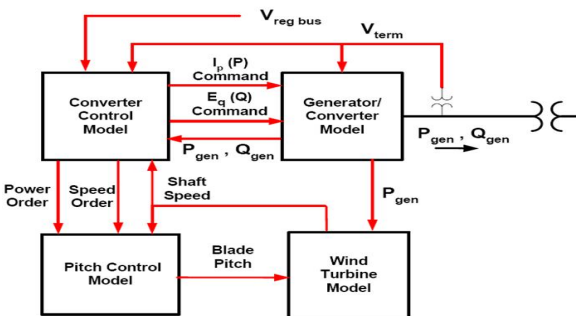 V reg bus
V term
I p (P)
Command
E q (Q)
Command
P gen , Q gen
Converter
Control
Model
Generator/
Converter
Model
P gen , Q gen
Power
Order
Speed
Order
Shaft
Speed
P gen
Pitch Control
Model
Blade
Pitch
Wind
Turbine
Model